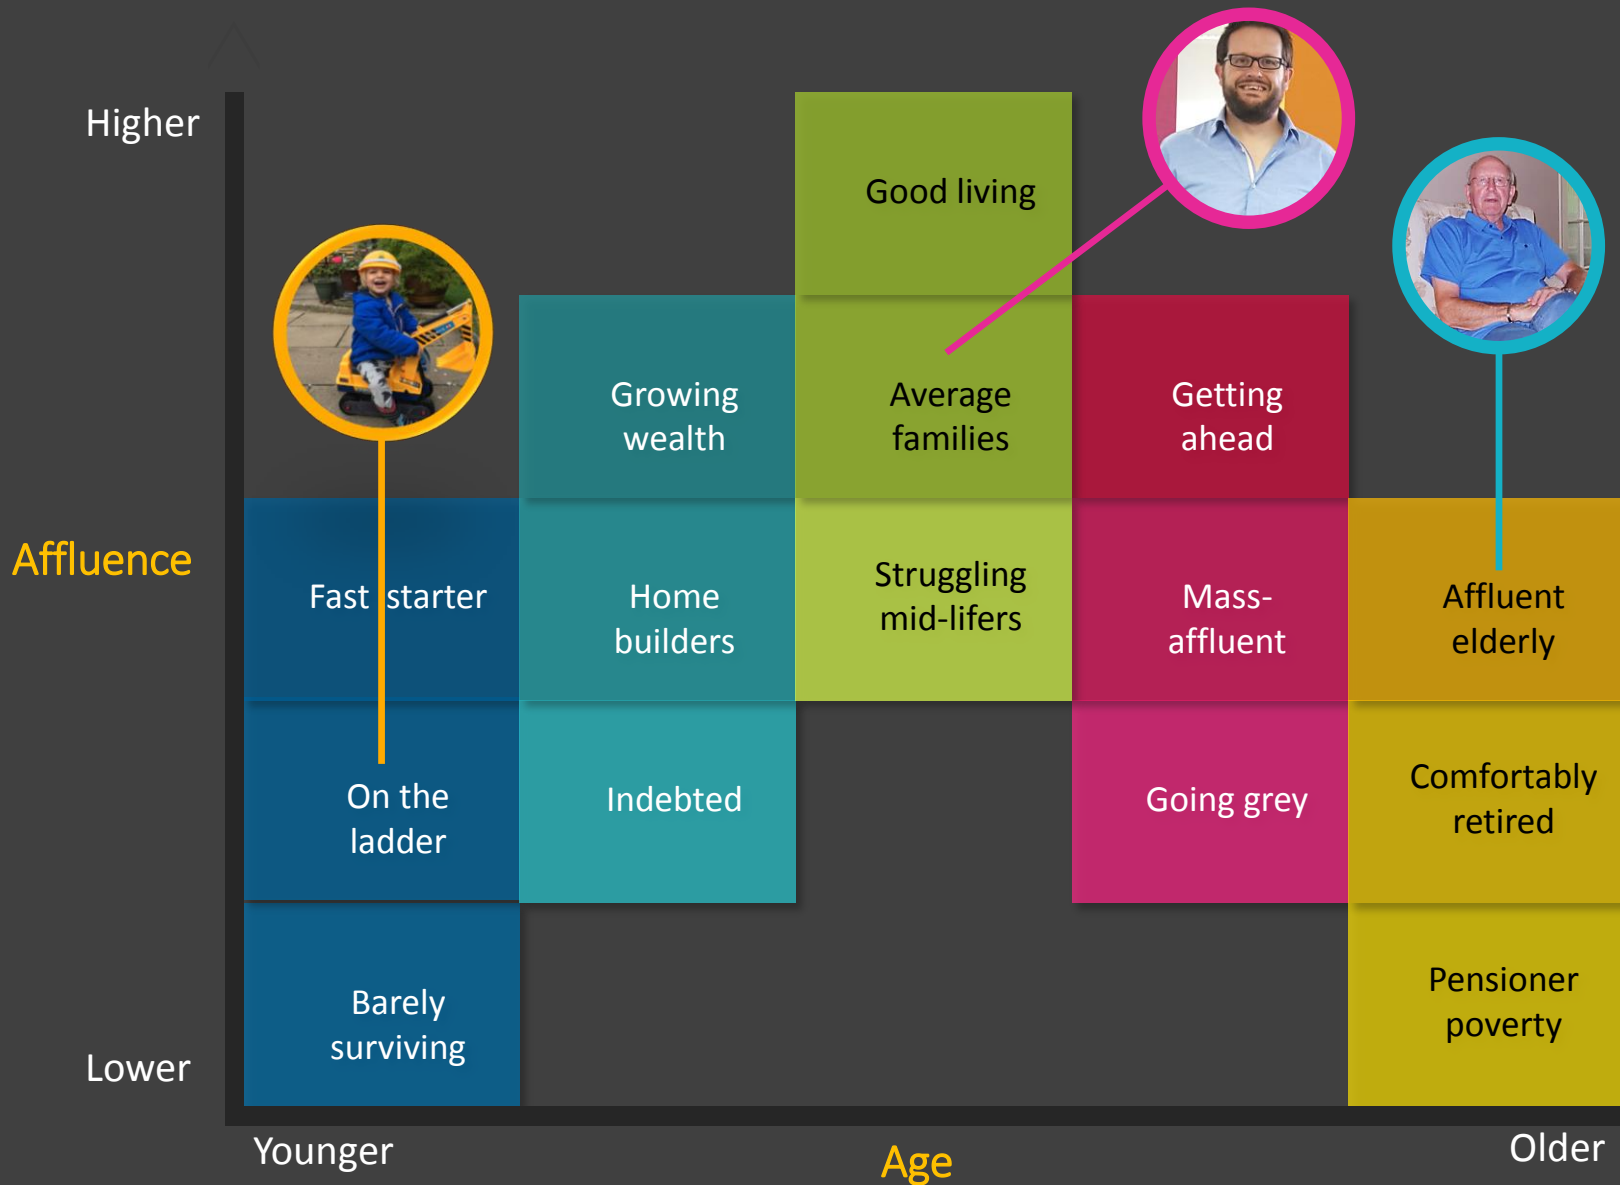 Higher
Good living
Growing
wealth
Average
families
Getting
ahead
Affluence
Fast starter
Home
builders
Struggling
mid-lifers
Mass-
affluent
Affluent
elderly
On the
ladder
Indebted
Going grey
Comfortably
retired
Barely
surviving
Pensioner
poverty
Lower
Younger
Age
Older